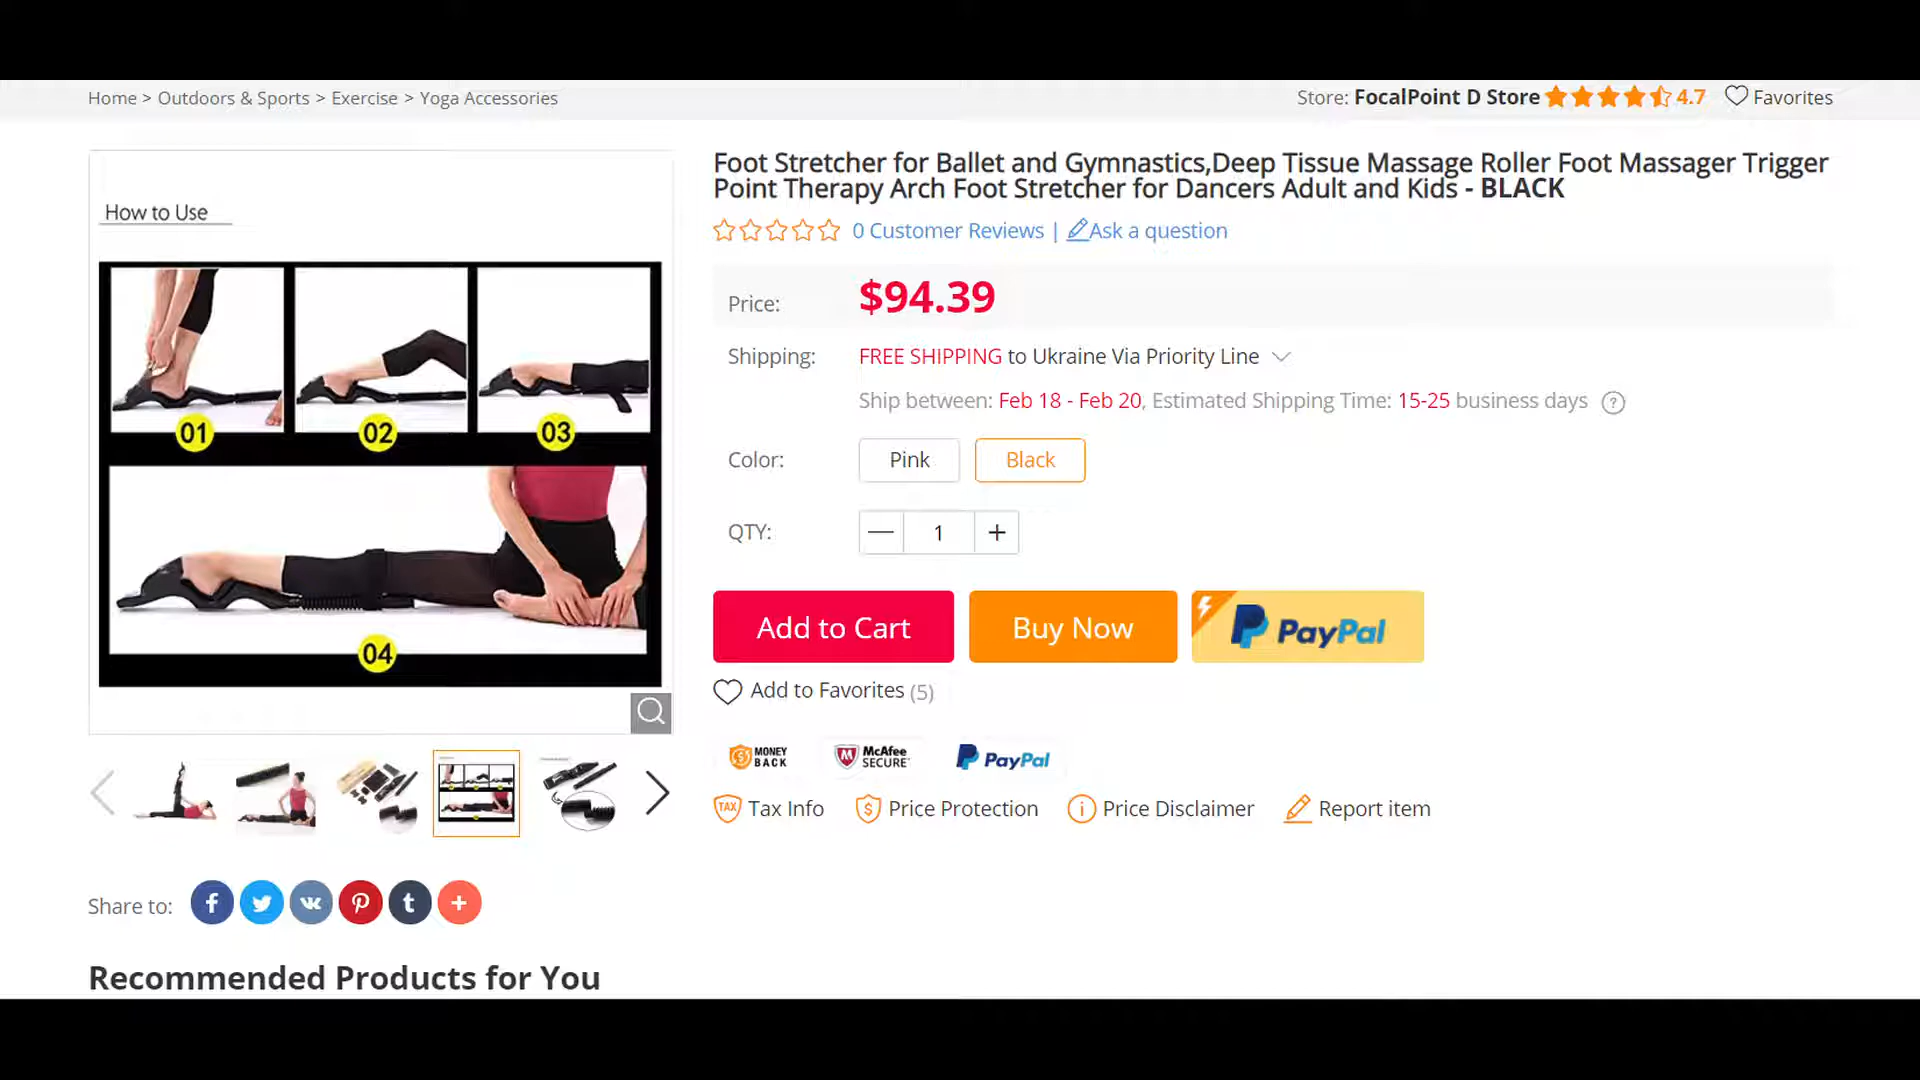 Home > Outdoors & Sports > Exercise > Yoga Accessories
Store: FocalPoint D Store 4.7 Favorites
Foot Stretcher for Ballet and Gymnastics,Deep Tissue Massage Roller Foot Massager Trigger
Point Therapy Arch Foot Stretcher for Dancers Adult and Kids - BLACK
0 Customer Reviews | Ask a question
Price: $94.39
Shipping: FREE SHIPPING to Ukraine Via Priority Line
Ship between: Feb 18 - Feb 20, Estimated Shipping Time: 15-25 business days ?
Color: Pink Black
QTY: — 1 +
Add to Cart Buy Now PayPal
Add to Favorites (5)
MONEY BACK McAfee SECURE PayPal
TAX Tax Info $ Price Protection i Price Disclaimer Report item
How to Use
01 02 03
04
Share to: f t +
Recommended Products for You